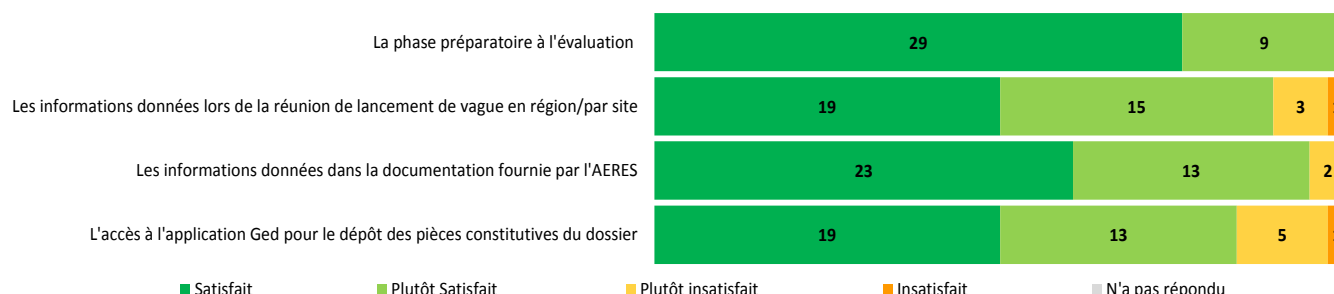 La phase préparatoire à l'évaluation 29 9
Les informations données lors de la réunion de lancement de vague en région/par site 19 15 3
Les informations données dans la documentation fournie par l'AERES 23 13 2
L'accès à l'application Ged pour le dépôt des pièces constitutives du dossier 19 13 5
Satisfait Plutôt Satisfait Plutôt insatisfait Insatisfait N'a pas répondu